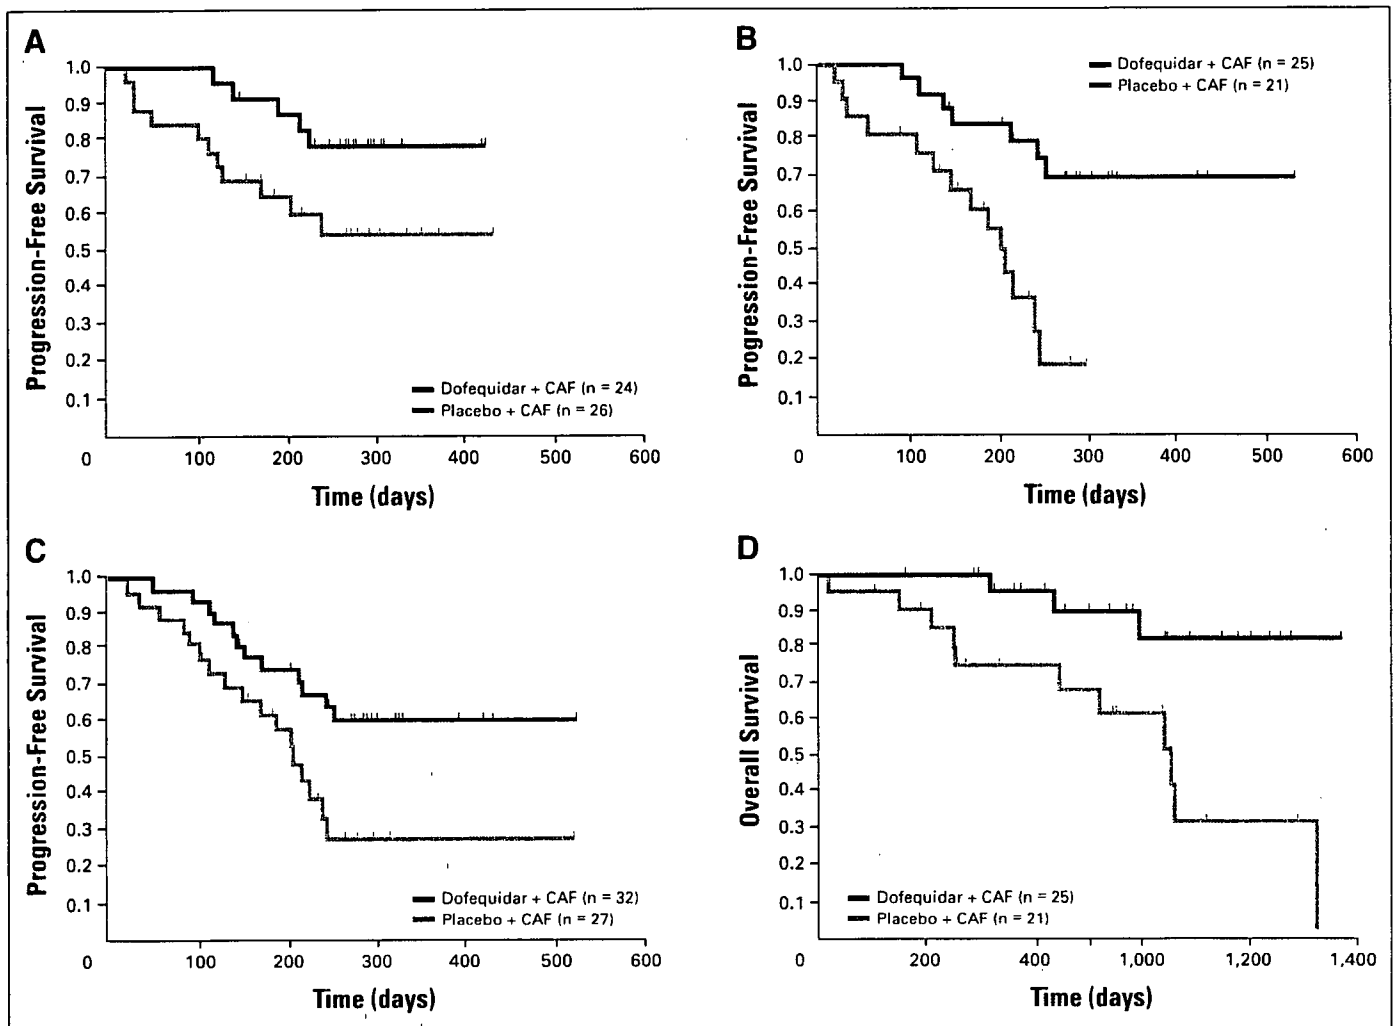 A
Progression-Free Survival
1.0
0.9
0.8
0.7
0.6
0.5
0.4
0.3
0.2
0.1
Dofequidar + CAF (n = 24)
Placebo + CAF (n = 26)
0 100 200 300 400 500 600
Time (days)
B
Progression-Free Survival
1.0
0.9
0.8
0.7
0.6
0.5
0.4
0.3
0.2
0.1
Dofequidar + CAF (n = 25)
Placebo + CAF (n = 21)
0 100 200 300 400 500 600
Time (days)
C
Progression-Free Survival
1.0
0.9
0.8
0.7
0.6
0.5
0.4
0.3
0.2
0.1
Dofequidar + CAF (n = 32)
Placebo + CAF (n = 27)
0 100 200 300 400 500 600
Time (days)
D
Overall Survival
1.0
0.9
0.8
0.7
0.6
0.5
0.4
0.3
0.2
0.1
Dofequidar + CAF (n = 25)
Placebo + CAF (n = 21)
0 200 400 1,000 1,200 1,400
Time (days)